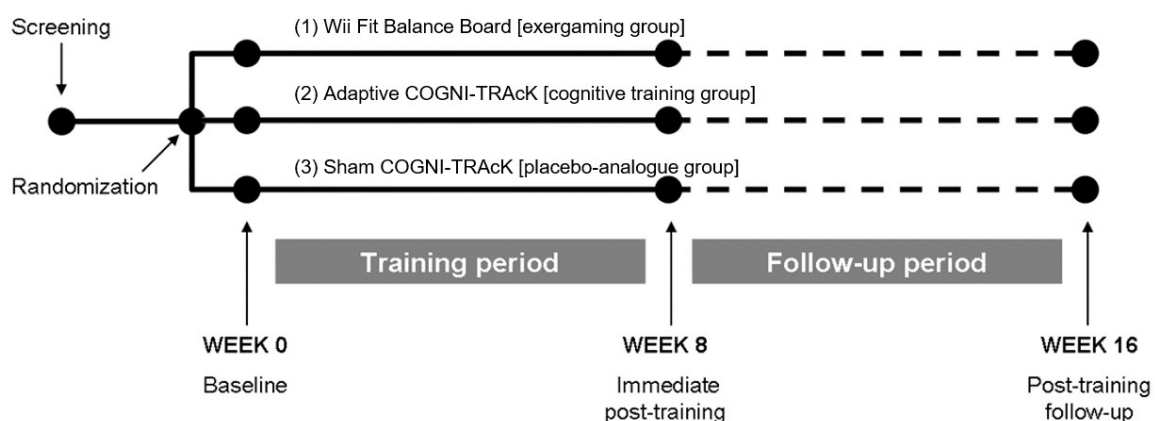 Screening
(1) Wii Fit Balance Board [exergaming group]
(2) Adaptive COGNI-TRAcK [cognitive training group]
Randomization
(3) Sham COGNI-TRAcK [placebo-analogue group]
Training period
Follow-up period
WEEK 0
Baseline
WEEK 8
Immediate
post-training
WEEK 16
Post-training
follow-up